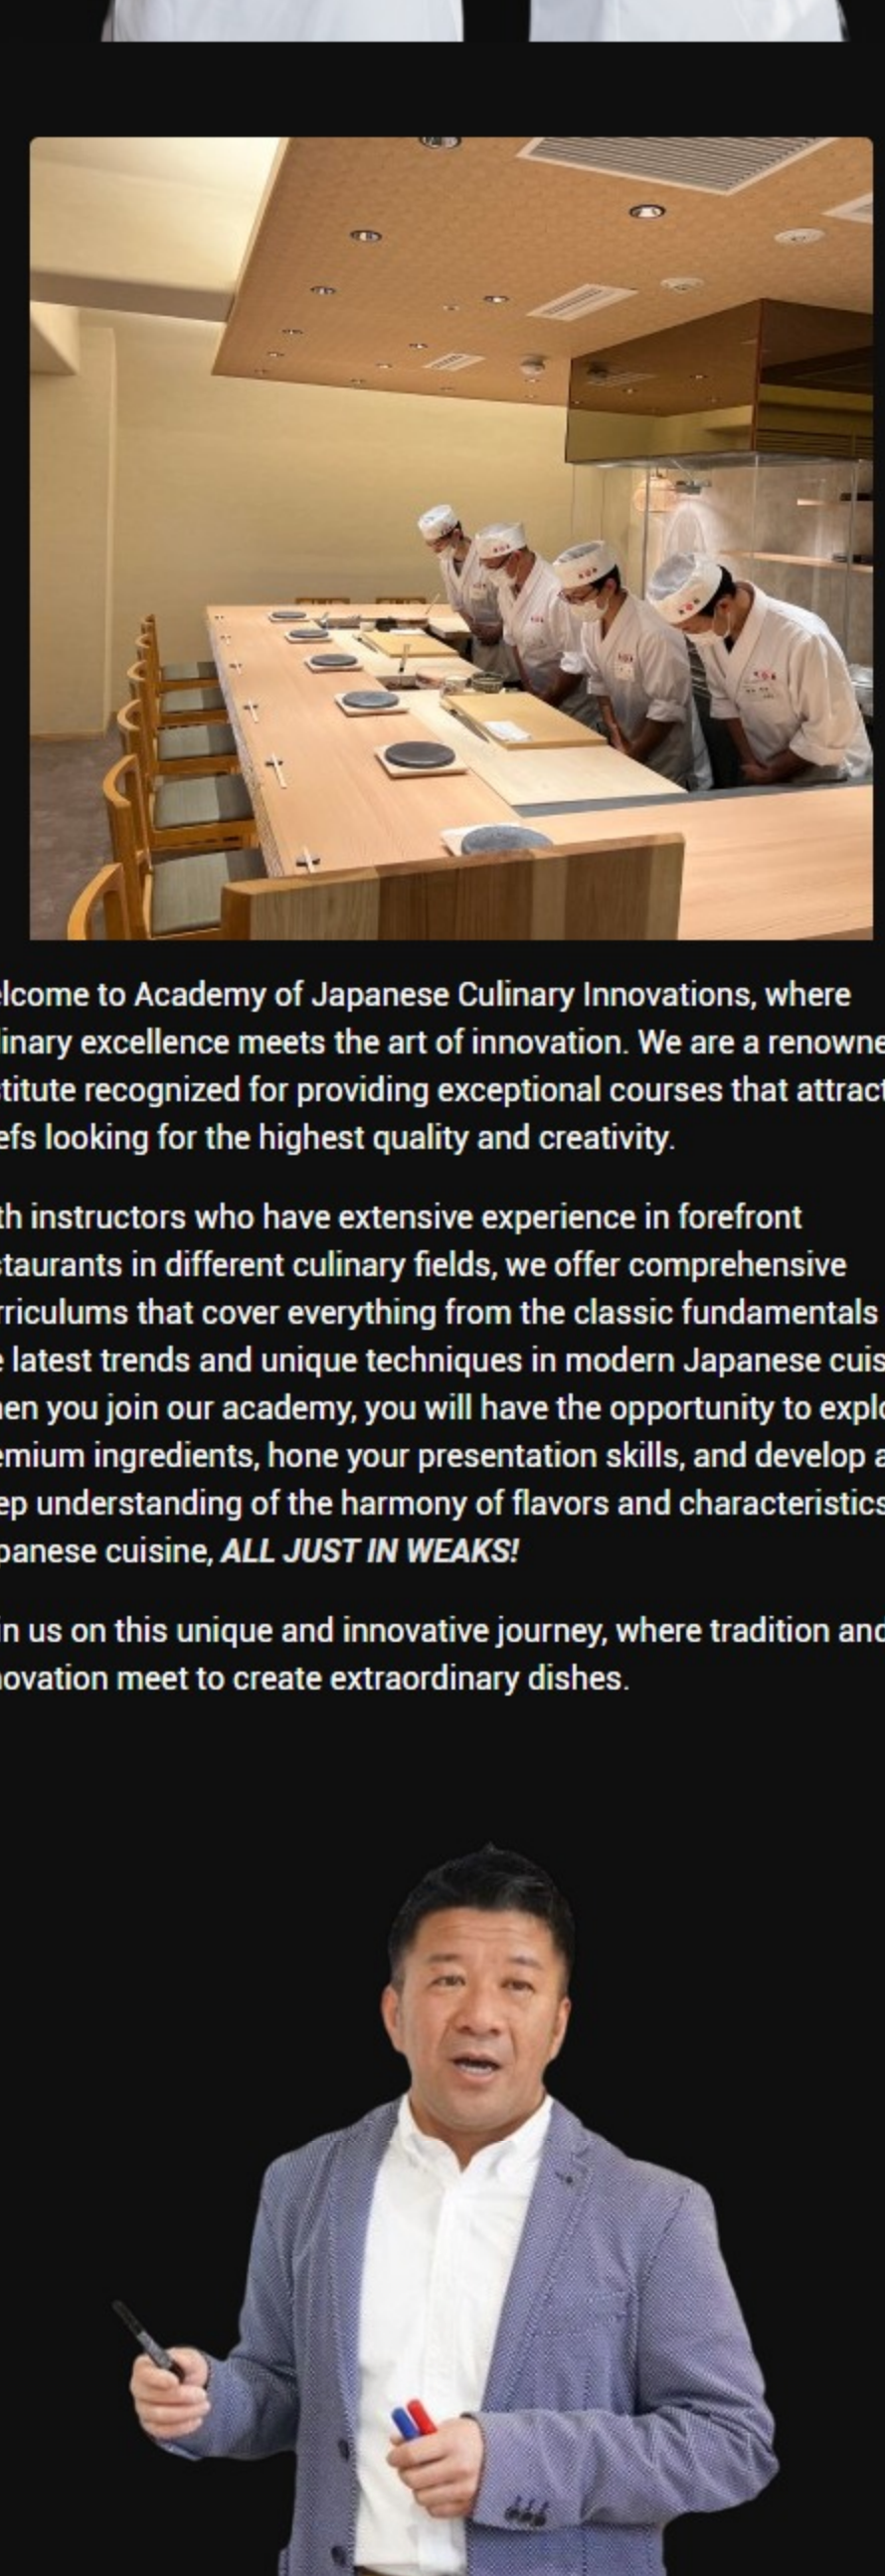 lcome to Academy of Japanese Culinary Innovations, where
linary excellence meets the art of innovation. We are a renowne
titute recognized for providing exceptional courses that attract
efs looking for the highest quality and creativity.
th instructors who have extensive experience in forefront
taurants in different culinary fields, we offer comprehensive
rriculums that cover everything from the classic fundamentals
e latest trends and unique techniques in modern Japanese cuis
en you join our academy, you will have the opportunity to explo
emium ingredients, hone your presentation skills, and develop a
ep understanding of the harmony of flavors and characteristics
panese cuisine, ALL JUST IN WEAKS!
in us on this unique and innovative journey, where tradition and
novation meet to create extraordinary dishes.